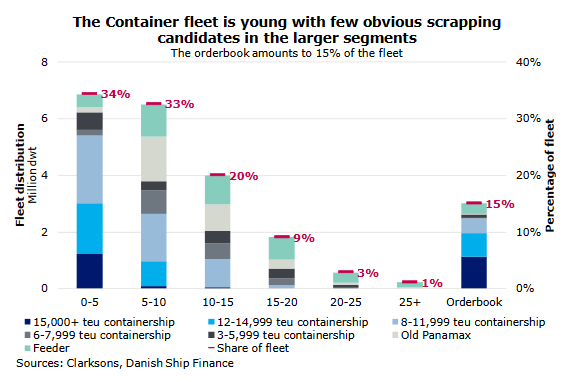 The Container fleet is young with few obvious scrapping
candidates in the larger segments
The orderbook amounts to 15% of the fleet
8 40%
34%
33%
6 30%
20%
4 20%
15%
9%
2 10%
3%
1%
0 0%
Fleet distribution
Million dwt
Percentage of fleet
0-5 5-10 10-15 15-20 20-25 25+ Orderbook
15,000+ teu containership 12-14,999 teu containership 8-11,999 teu containership
6-7,999 teu containership 3-5,999 teu containership Old Panamax
Feeder Share of fleet
Sources: Clarksons, Danish Ship Finance